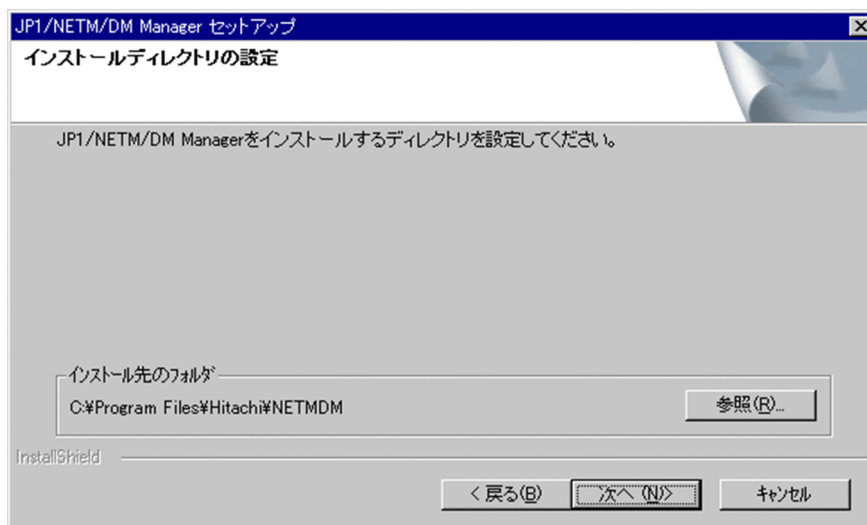 JP1/NETM/DM Manager セットアップ
インストールディレクトリの設定
JP1/NETM/DM Managerをインストールするディレクトリを設定してください。
インストール先のフォルダ
C:¥Program Files¥Hitachi¥NETMDM
参照(R)...
InstallShield
< 戻る(B)
次へ (N)>
キャンセル